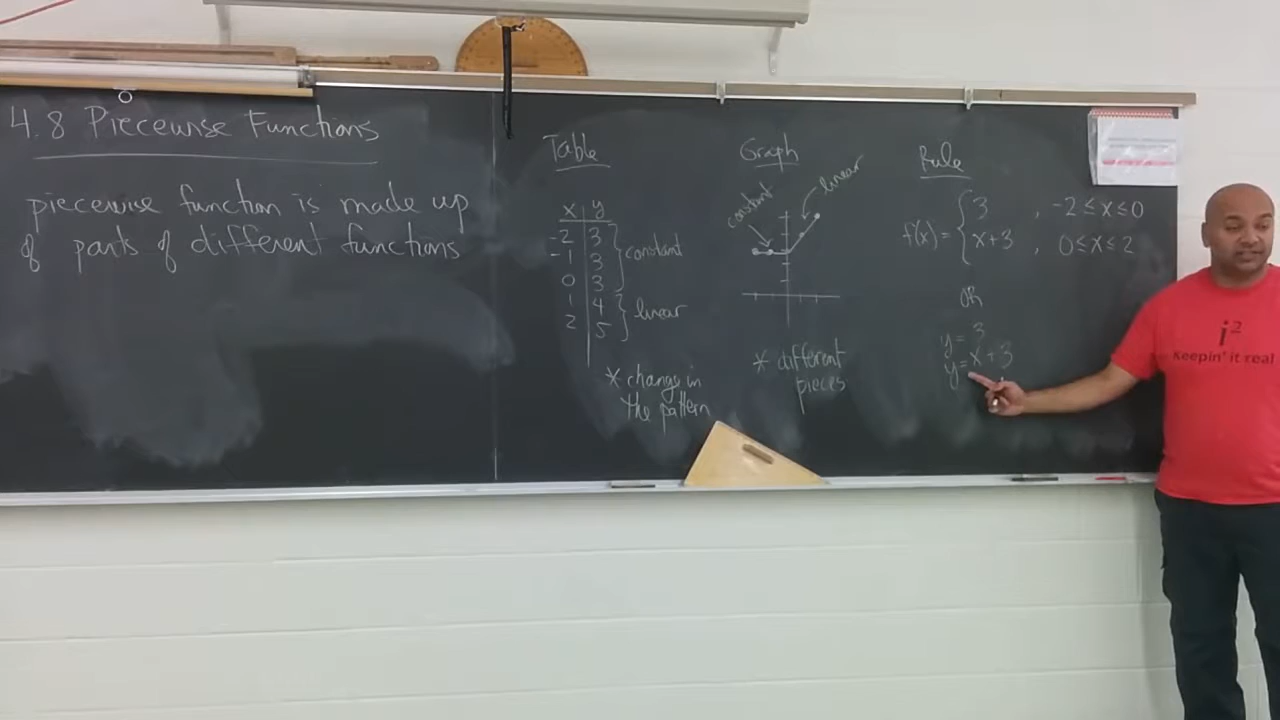 4.8 Piecewise Functions
piecewise function is made up
of parts of different functions
Table
x y
-2 3
-1 3
0 3
1 4
2 5
constant
linear
* change in
the pattern
Graph
constant
linear
* different
pieces
Rule
f(x) = { 3 , -2 ≤ x ≤ 0
x+3 , 0 ≤ x ≤ 2
OR
y = 3
y = x + 3
i²
Keepin' it real